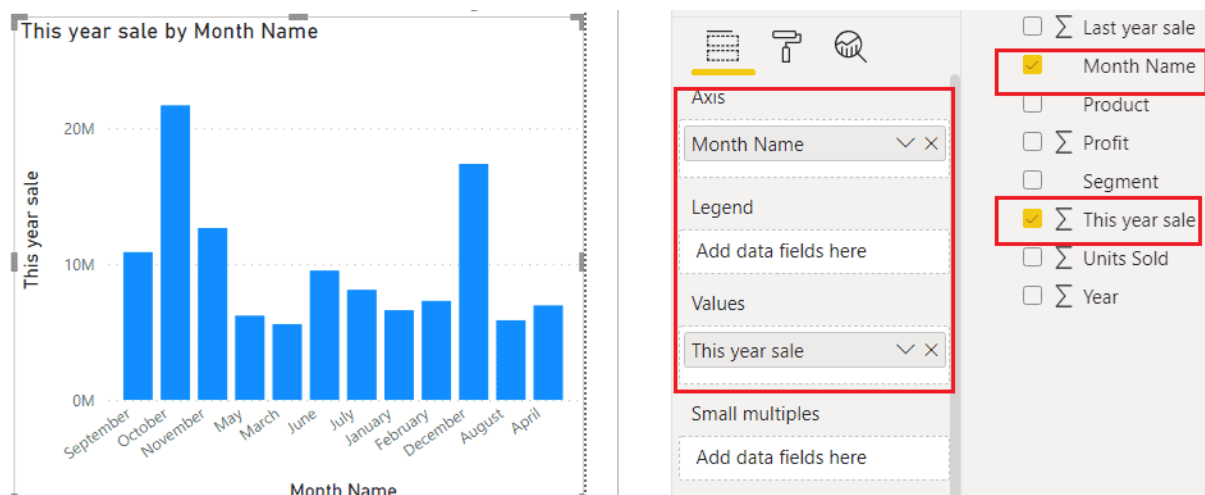 This year sale by Month Name
20M
10M
0M
This year sale
September
October
November
May
March
June
July
January
February
December
August
April
Month Name
Axis
Month Name
Legend
Add data fields here
Values
This year sale
Small multiples
Add data fields here
Σ Last year sale
Month Name
Product
Σ Profit
Segment
Σ This year sale
Σ Units Sold
Σ Year